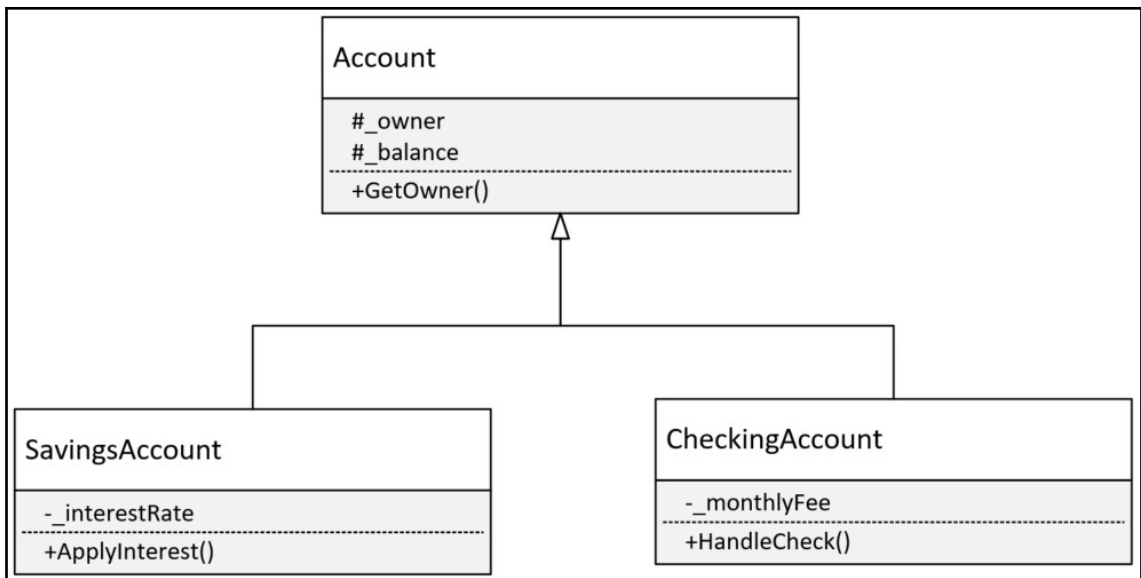 Account
#_owner
#_balance
+GetOwner()
SavingsAccount
-_interestRate
+ApplyInterest()
CheckingAccount
-_monthlyFee
+HandleCheck()